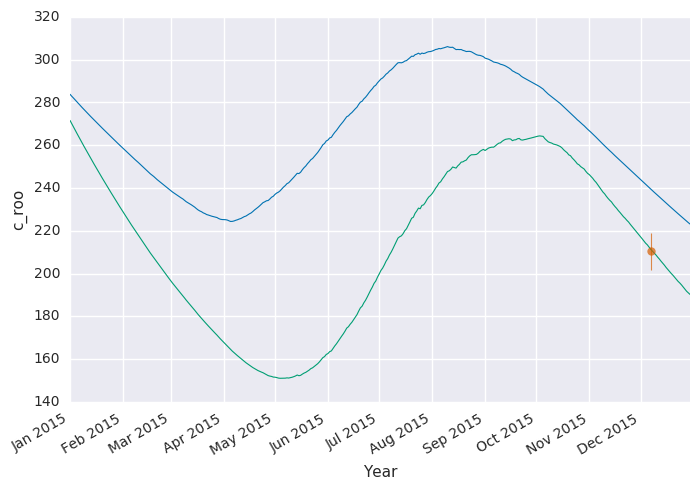 320
300
280
260
240
220
200
180
160
140
c_roo
Jan 2015
Feb 2015
Mar 2015
Apr 2015
May 2015
Jun 2015
Jul 2015
Aug 2015
Sep 2015
Oct 2015
Nov 2015
Dec 2015
Year